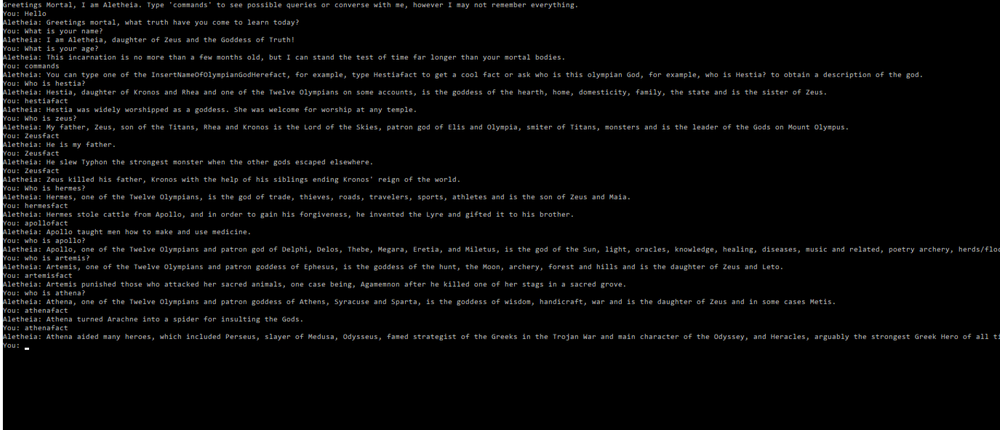 Greetings Mortal, I am Aletheia. Type 'commands' to see possible queries or converse with me, however I may not remember everything.
You: Hello
Aletheia: Greetings mortal, what truth have you come to learn today?
You: What is your name?
Aletheia: I am Aletheia, daughter of Zeus and the Goddess of Truth!
You: What is your age?
Aletheia: This incarnation is no more than a few months old, but I can stand the test of time far longer than your mortal bodies.
You: commands
Aletheia: You can type one of the InsertNameOfOlympianGodHerefact, for example, type Hestiafact to get a cool fact or ask who is this olympian God, for example, who is Hestia? to obtain a description of the god.
You: Who is hestia?
Aletheia: Hestia, daughter of Kronos and Rhea and one of the Twelve Olympians on some accounts, is the goddess of the hearth, home, domesticity, family, the state and is the sister of Zeus.
You: hestiafact
Aletheia: Hestia was widely worshipped as a goddess. She was welcome for worship at any temple.
You: Who is zeus?
Aletheia: My father, Zeus, son of the Titans, Rhea and Kronos is the Lord of the Skies, patron god of Elis and Olympia, smiter of Titans, monsters and is the leader of the Gods on Mount Olympus.
You: Zeusfact
Aletheia: He is my father.
You: Zeusfact
Aletheia: He slew Typhon the strongest monster when the other gods escaped elsewhere.
You: Zeusfact
Aletheia: Zeus killed his father, Kronos with the help of his siblings ending Kronos' reign of the world.
You: Who is hermes?
Aletheia: Hermes, one of the Twelve Olympians, is the god of trade, thieves, roads, travelers, sports, athletes and is the son of Zeus and Maia.
You: hermesfact
Aletheia: Hermes stole cattle from Apollo, and in order to gain his forgiveness, he invented the Lyre and gifted it to his brother.
You: apollofact
Aletheia: Apollo taught men how to make and use medicine.
You: who is apollo?
Aletheia: Apollo, one of the Twelve Olympians and patron god of Delphi, Delos, Thebe, Megara, Eretia, and Miletus, is the god of the Sun, light, oracles, knowledge, healing, diseases, music and related, poetry archery, herds/floc
You: who is artemis?
Aletheia: Artemis, one of the Twelve Olympians and patron goddess of Ephesus, is the goddess of the hunt, the Moon, archery, forest and hills and is the daughter of Zeus and Leto.
You: artemisfact
Aletheia: Artemis punished those who attacked her sacred animals, one case being, Agamemnon after he killed one of her stags in a sacred grove.
You: who is athena?
Aletheia: Athena, one of the Twelve Olympians and patron goddess of Athens, Syracuse and Sparta, is the goddess of wisdom, handicraft, war and is the daughter of Zeus and in some cases Metis.
You: athenafact
Aletheia: Athena turned Arachne into a spider for insulting the Gods.
You: athenafact
Aletheia: Athena aided many heroes, which included Perseus, slayer of Medusa, Odysseus, famed strategist of the Greeks in the Trojan War and main character of the Odyssey, and Heracles, arguably the strongest Greek Hero of all ti
You: